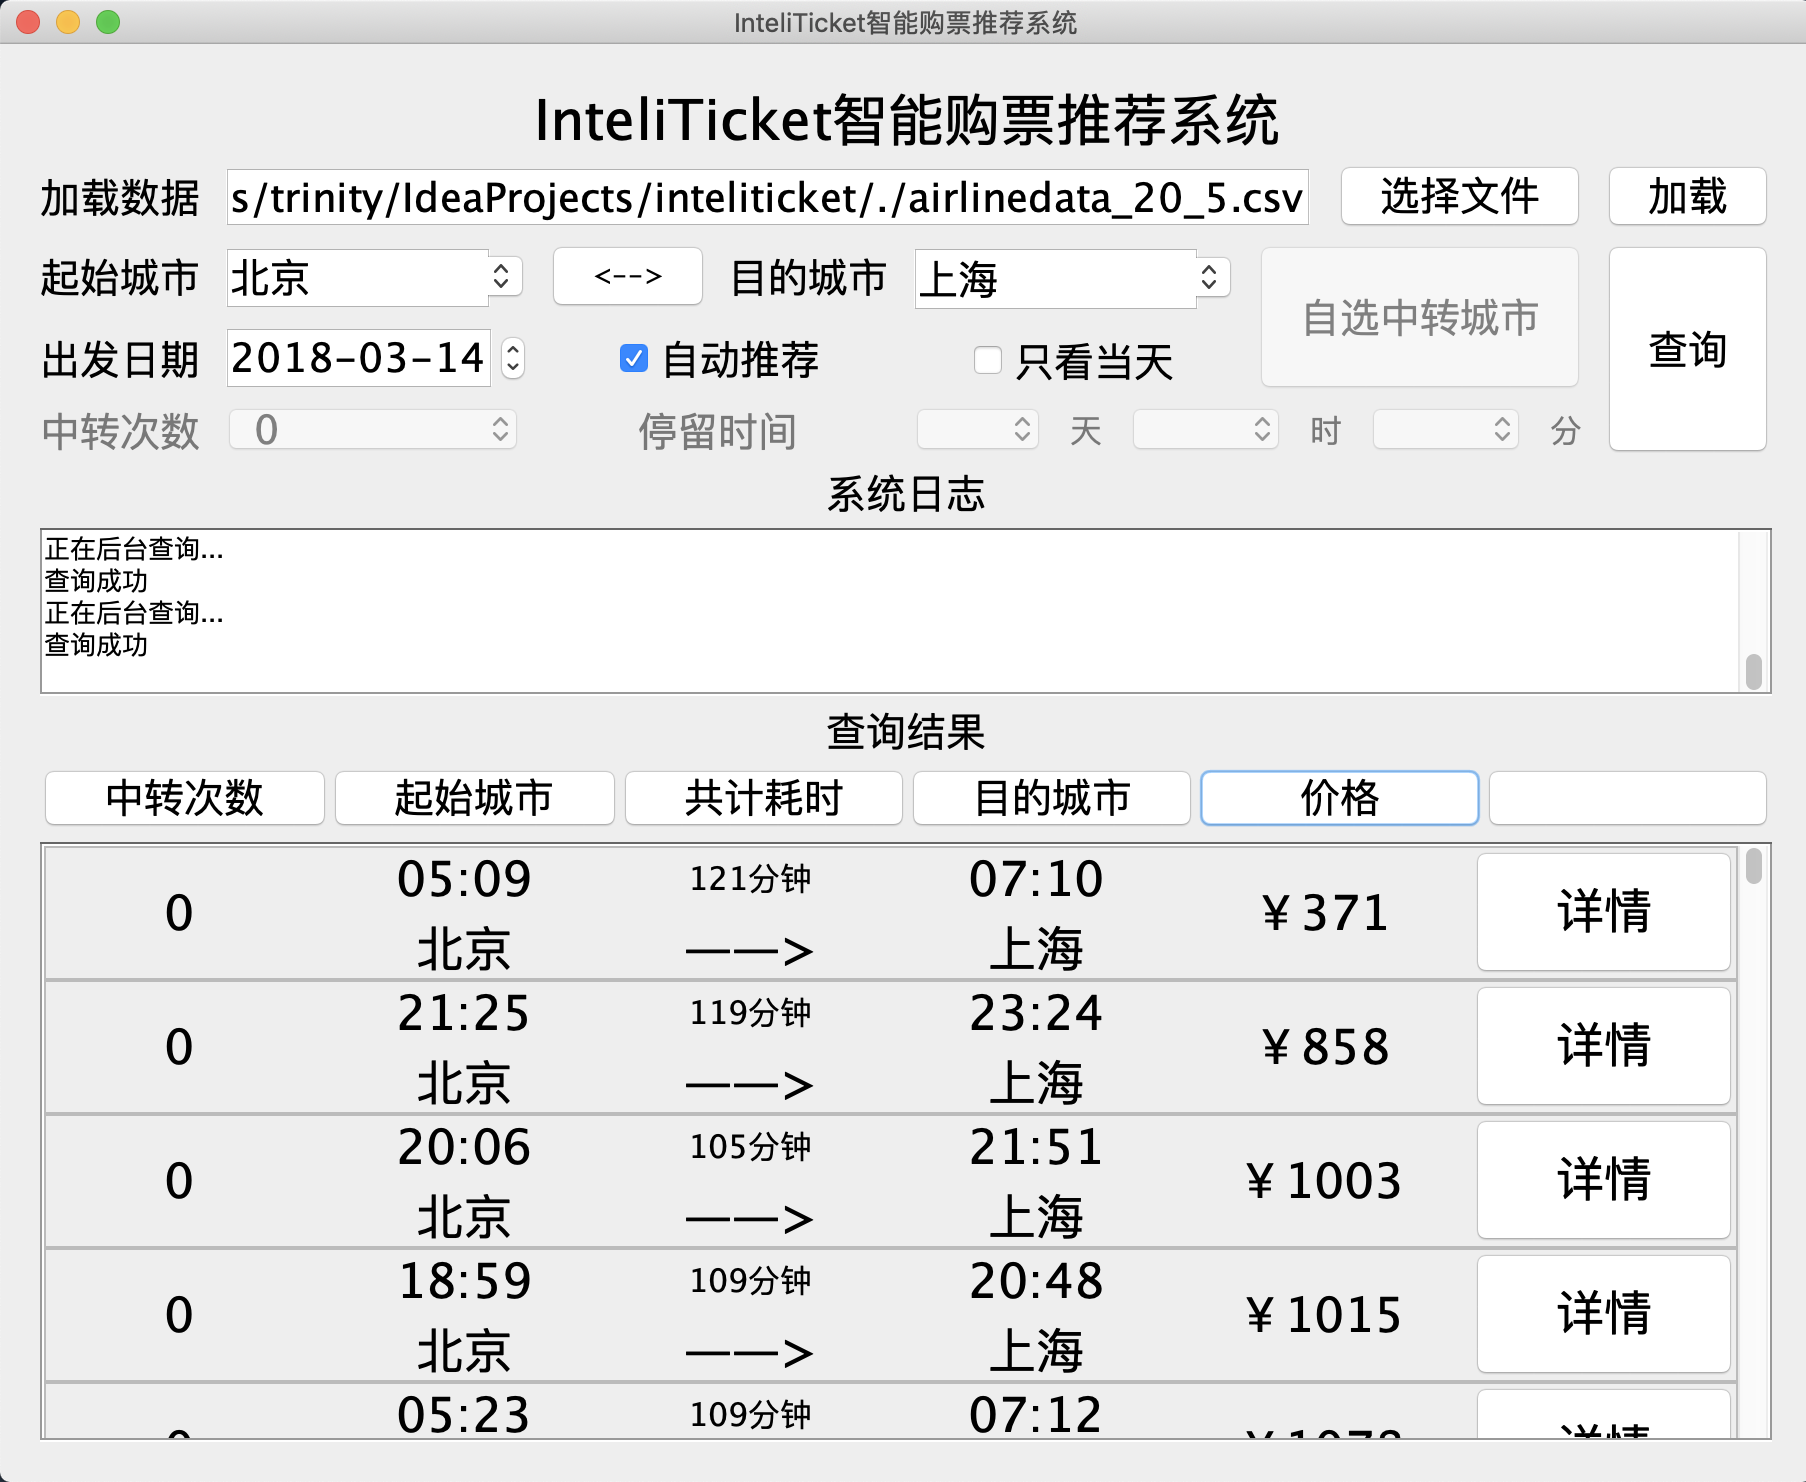 InteliTicket智能购票推荐系统
InteliTicket智能购票推荐系统
加载数据 s/trinity/IdeaProjects/inteliticket/./airlinedata_20_5.csv 选择文件 加载
起始城市 北京 <--> 目的城市 上海 自选中转城市 查询
出发日期 2018-03-14 自动推荐 只看当天
中转次数 0 停留时间 天 时 分
系统日志
正在后台查询...
查询成功
正在后台查询...
查询成功
查询结果
中转次数 起始城市 共计耗时 目的城市 价格
05:09 121分钟 07:10
0 ¥371 详情
北京 ——> 上海
21:25 119分钟 23:24
0 ¥858 详情
北京 ——> 上海
20:06 105分钟 21:51
0 ¥1003 详情
北京 ——> 上海
18:59 109分钟 20:48
0 ¥1015 详情
北京 ——> 上海
05:23 109分钟 07:12